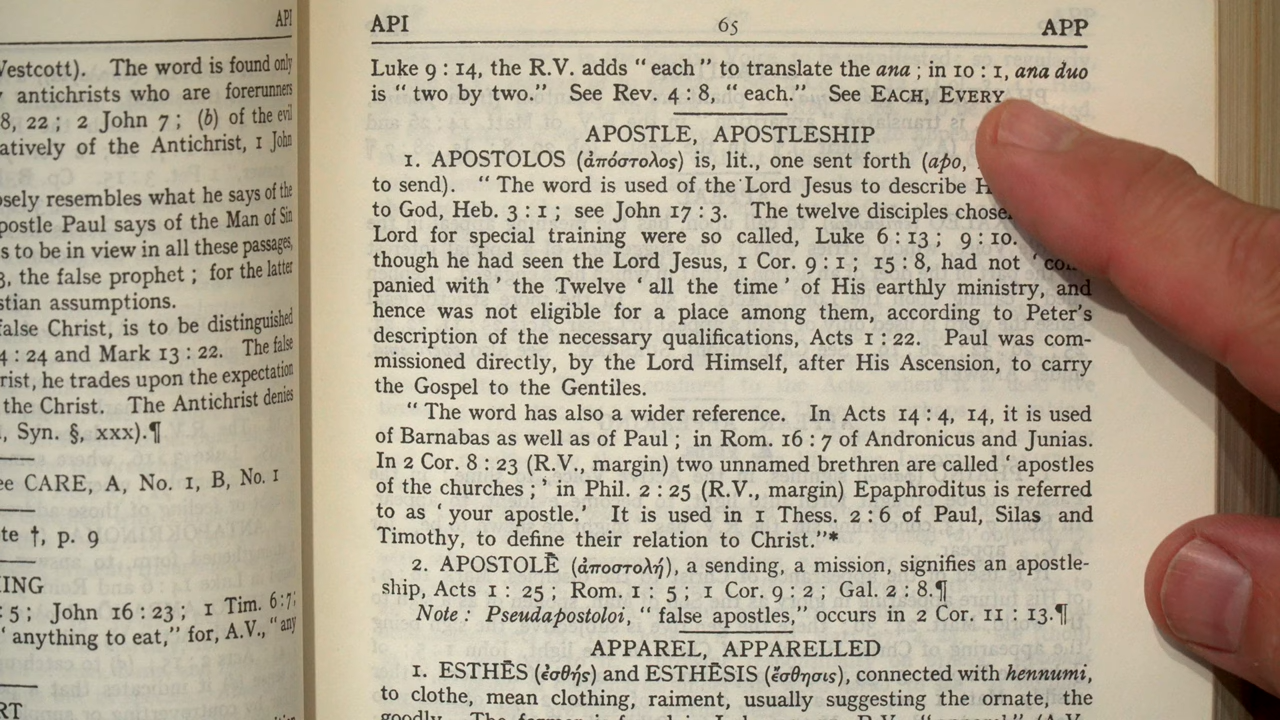 API
Westcott). The word is found only
antichrists who are forerunners
8, 22 ; 2 John 7 ; (b) of the evil
atively of the Antichrist, 1 John
osely resembles what he says of the
postle Paul says of the Man of Sin
s to be in view in all these passages,
3, the false prophet ; for the latter
stian assumptions.
false Christ, is to be distinguished
4 : 24 and Mark 13 : 22. The false
rist, he trades upon the expectation
the Christ. The Antichrist denies
, Syn. §, xxx).¶
ee CARE, A, No. 1, B, No. 1
te †, p. 9
ING
: 5 ; John 16 : 23 ; 1 Tim. 6:7;
‘ anything to eat,” for, A.V., “ any
RT
API 65 APP
Luke 9 : 14, the R.V. adds “ each ” to translate the ana ; in 10 : 1, ana duo
is “ two by two.” See Rev. 4 : 8, “ each.” See EACH, EVERY
APOSTLE, APOSTLESHIP
1. APOSTOLOS (ἀπόστολος) is, lit., one sent forth (apo,
to send). “ The word is used of the Lord Jesus to describe H
to God, Heb. 3 : 1 ; see John 17 : 3. The twelve disciples chose
Lord for special training were so called, Luke 6 : 13 ; 9 : 10.
though he had seen the Lord Jesus, 1 Cor. 9 : 1 ; 15 : 8, had not ‘ com-
panied with ’ the Twelve ‘ all the time ’ of His earthly ministry, and
hence was not eligible for a place among them, according to Peter’s
description of the necessary qualifications, Acts 1 : 22. Paul was com-
missioned directly, by the Lord Himself, after His Ascension, to carry
the Gospel to the Gentiles.
“ The word has also a wider reference. In Acts 14 : 4, 14, it is used
of Barnabas as well as of Paul ; in Rom. 16 : 7 of Andronicus and Junias.
In 2 Cor. 8 : 23 (R.V., margin) two unnamed brethren are called ‘ apostles
of the churches ; ’ in Phil. 2 : 25 (R.V., margin) Epaphroditus is referred
to as ‘ your apostle.’ It is used in 1 Thess. 2 : 6 of Paul, Silas and
Timothy, to define their relation to Christ.”*
2. APOSTOLĒ (ἀποστολή), a sending, a mission, signifies an apostle-
ship, Acts 1 : 25 ; Rom. 1 : 5 ; 1 Cor. 9 : 2 ; Gal. 2 : 8.¶
Note : Pseudapostoloi, “ false apostles,” occurs in 2 Cor. 11 : 13.¶
APPAREL, APPARELLED
1. ESTHĒS (ἐσθής) and ESTHĒSIS (ἔσθησις), connected with hennumi,
to clothe, mean clothing, raiment, usually suggesting the ornate, the